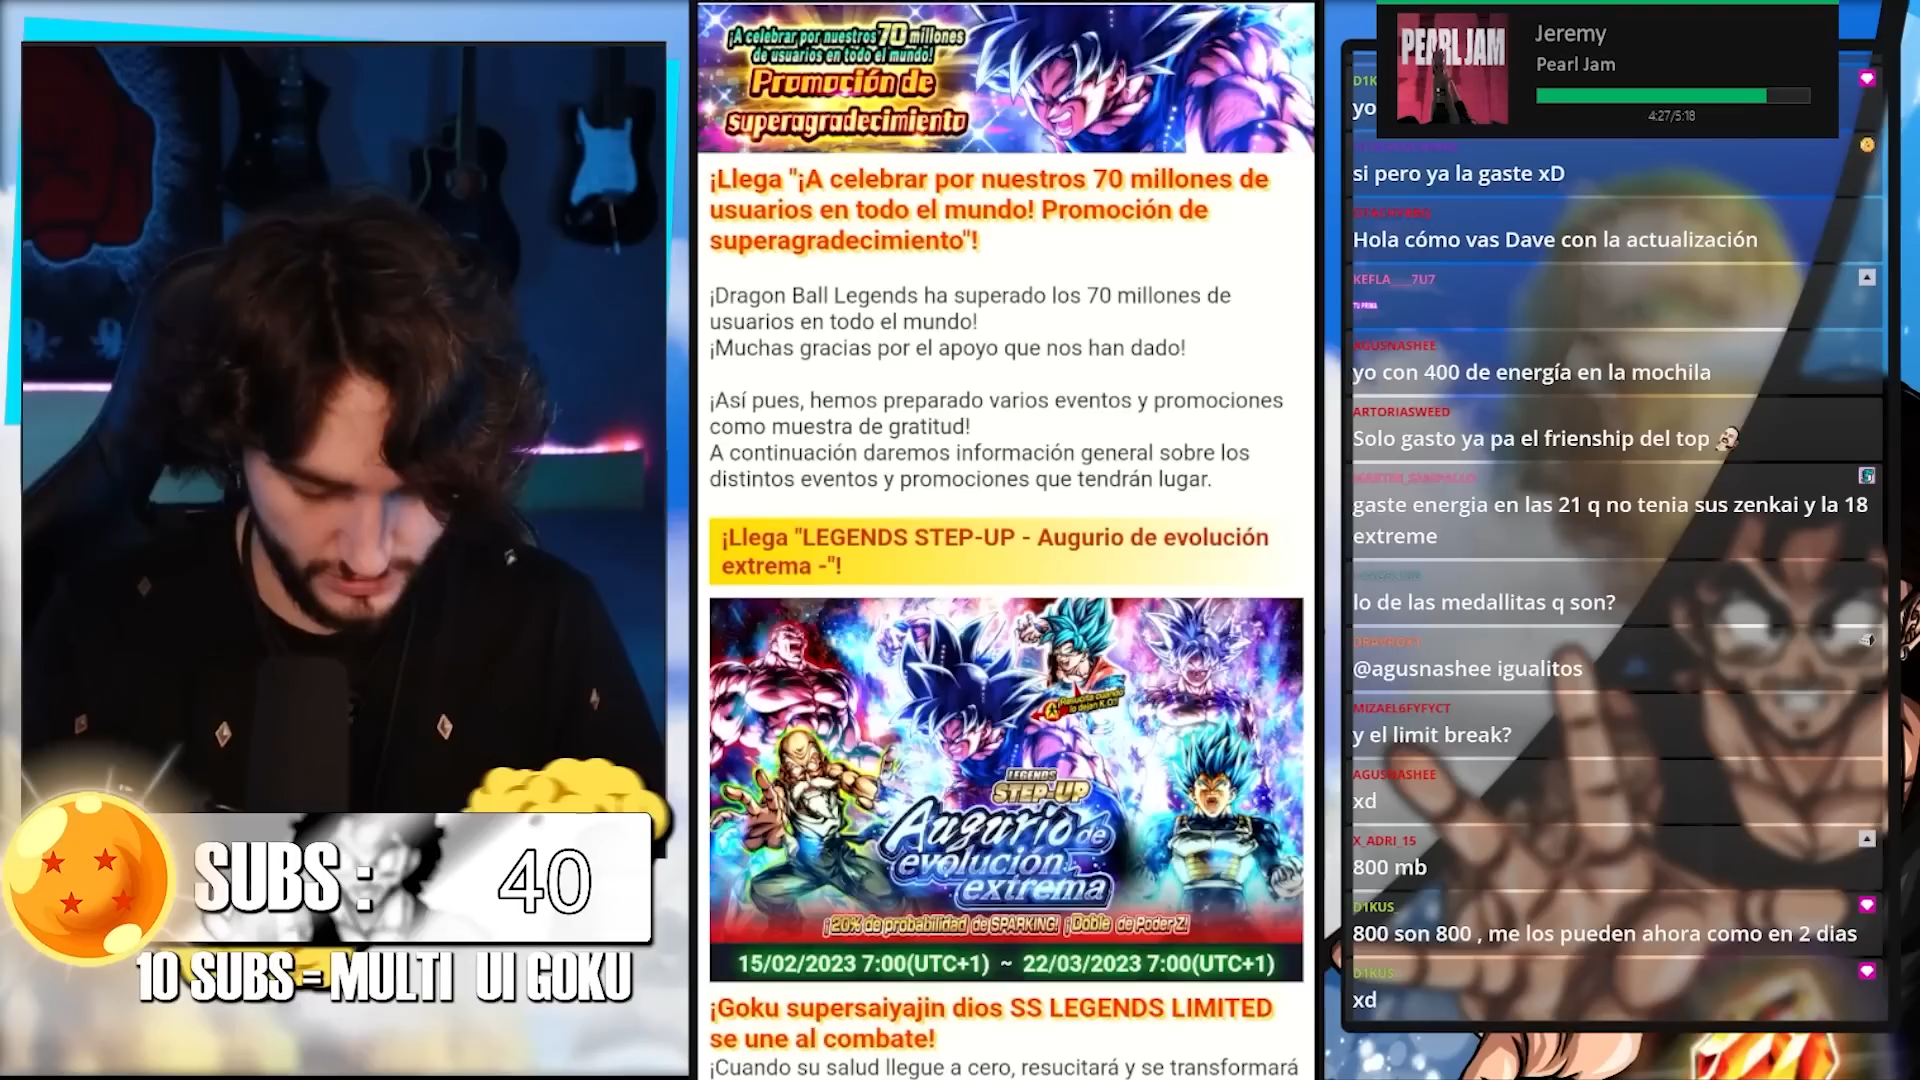 SUBS :
40
10 SUBS = MULTI UI GOKU
¡A celebrar por nuestros 70 millones
de usuarios en todo el mundo!
Promoción de
superagradecimiento
¡Llega "¡A celebrar por nuestros 70 millones de
usuarios en todo el mundo! Promoción de
superagradecimiento"!
¡Dragon Ball Legends ha superado los 70 millones de
usuarios en todo el mundo!
¡Muchas gracias por el apoyo que nos han dado!
¡Así pues, hemos preparado varios eventos y promociones
como muestra de gratitud!
A continuación daremos información general sobre los
distintos eventos y promociones que tendrán lugar.
¡Llega "LEGENDS STEP-UP - Augurio de evolución
extrema -"!
¡Resucita cuando
lo dejan K.O.!
LEGENDS
STEP-UP
Augurio de
evolución
extrema
¡20% de probabilidad de SPARKING! ¡Doble de Poder Z!
15/02/2023 7:00(UTC+1) ~ 22/03/2023 7:00(UTC+1)
¡Goku supersaiyajin dios SS LEGENDS LIMITED
se une al combate!
¡Cuando su salud llegue a cero, resucitará y se transformará
PEARL JAM
Jeremy
Pearl Jam
4:27/5:18
D1K
yo
si pero ya la gaste xD
Hola cómo vas Dave con la actualización
KEFLA___7U7
TU PRIMA
AGUSNASHEE
yo con 400 de energía en la mochila
ARTORIASWEED
Solo gasto ya pa el frienship del top
gaste energia en las 21 q no tenia sus zenkai y la 18
extreme
lo de las medallitas q son?
@agusnashee igualitos
MIZAEL6FYFYCT
y el limit break?
AGUSNASHEE
xd
X_ADRI_15
800 mb
D1KUS
800 son 800 , me los pueden ahora como en 2 dias
D1KUS
xd